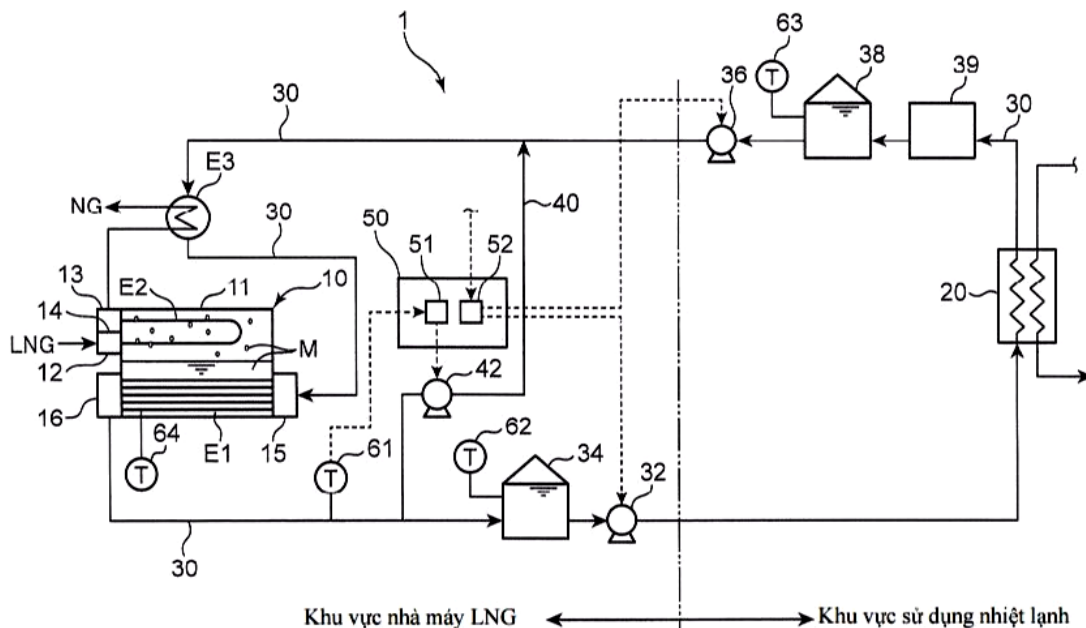 1
63
38
39
30
36
30
E3
NG
T
40
30
50
51
52
13
E2
11
10
14
20
LNG
M
12
42
16
64
E1
15
61
62
34
32
T
T
T
30
Khu vực nhà máy LNG
Khu vực sử dụng nhiệt lạnh